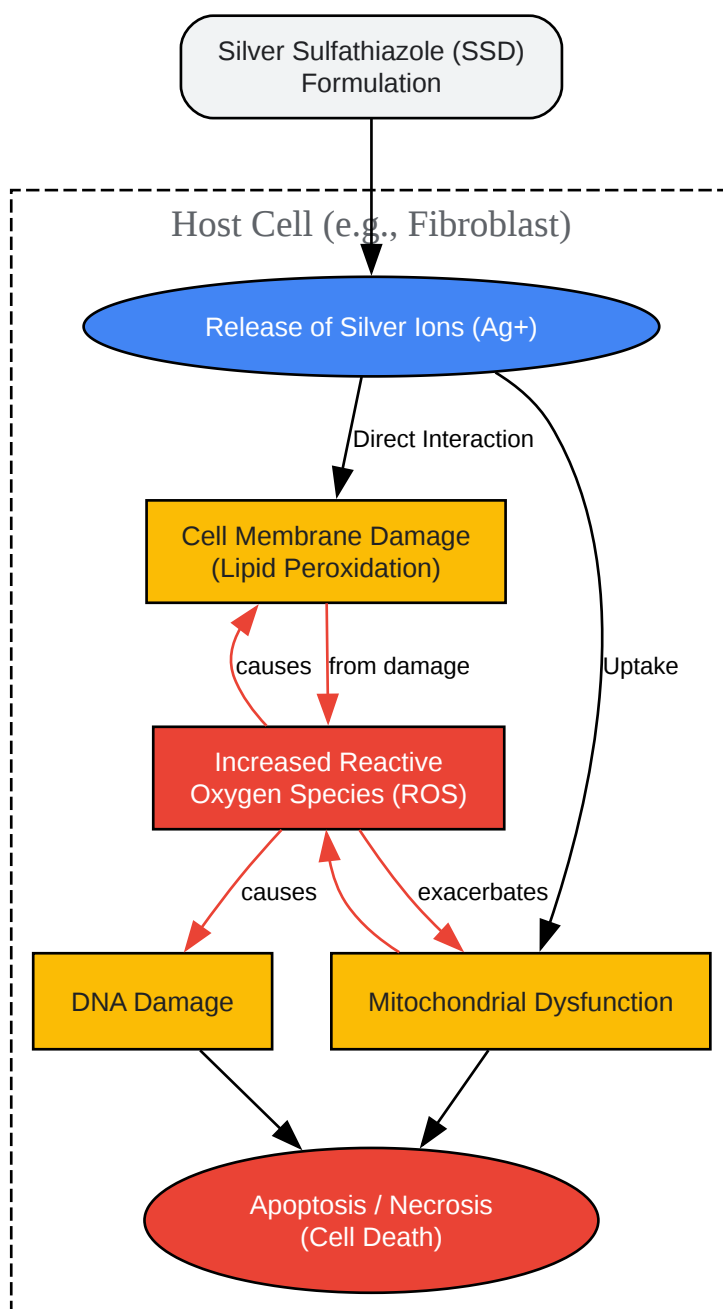 Silver Sulfathiazole (SSD)
Formulation
Host Cell (e.g., Fibroblast)
Release of Silver Ions (Ag+)
Direct Interaction
Cell Membrane Damage
(Lipid Peroxidation)
causes
from damage
Uptake
Increased Reactive
Oxygen Species (ROS)
causes
exacerbates
DNA Damage
Mitochondrial Dysfunction
Apoptosis / Necrosis
(Cell Death)